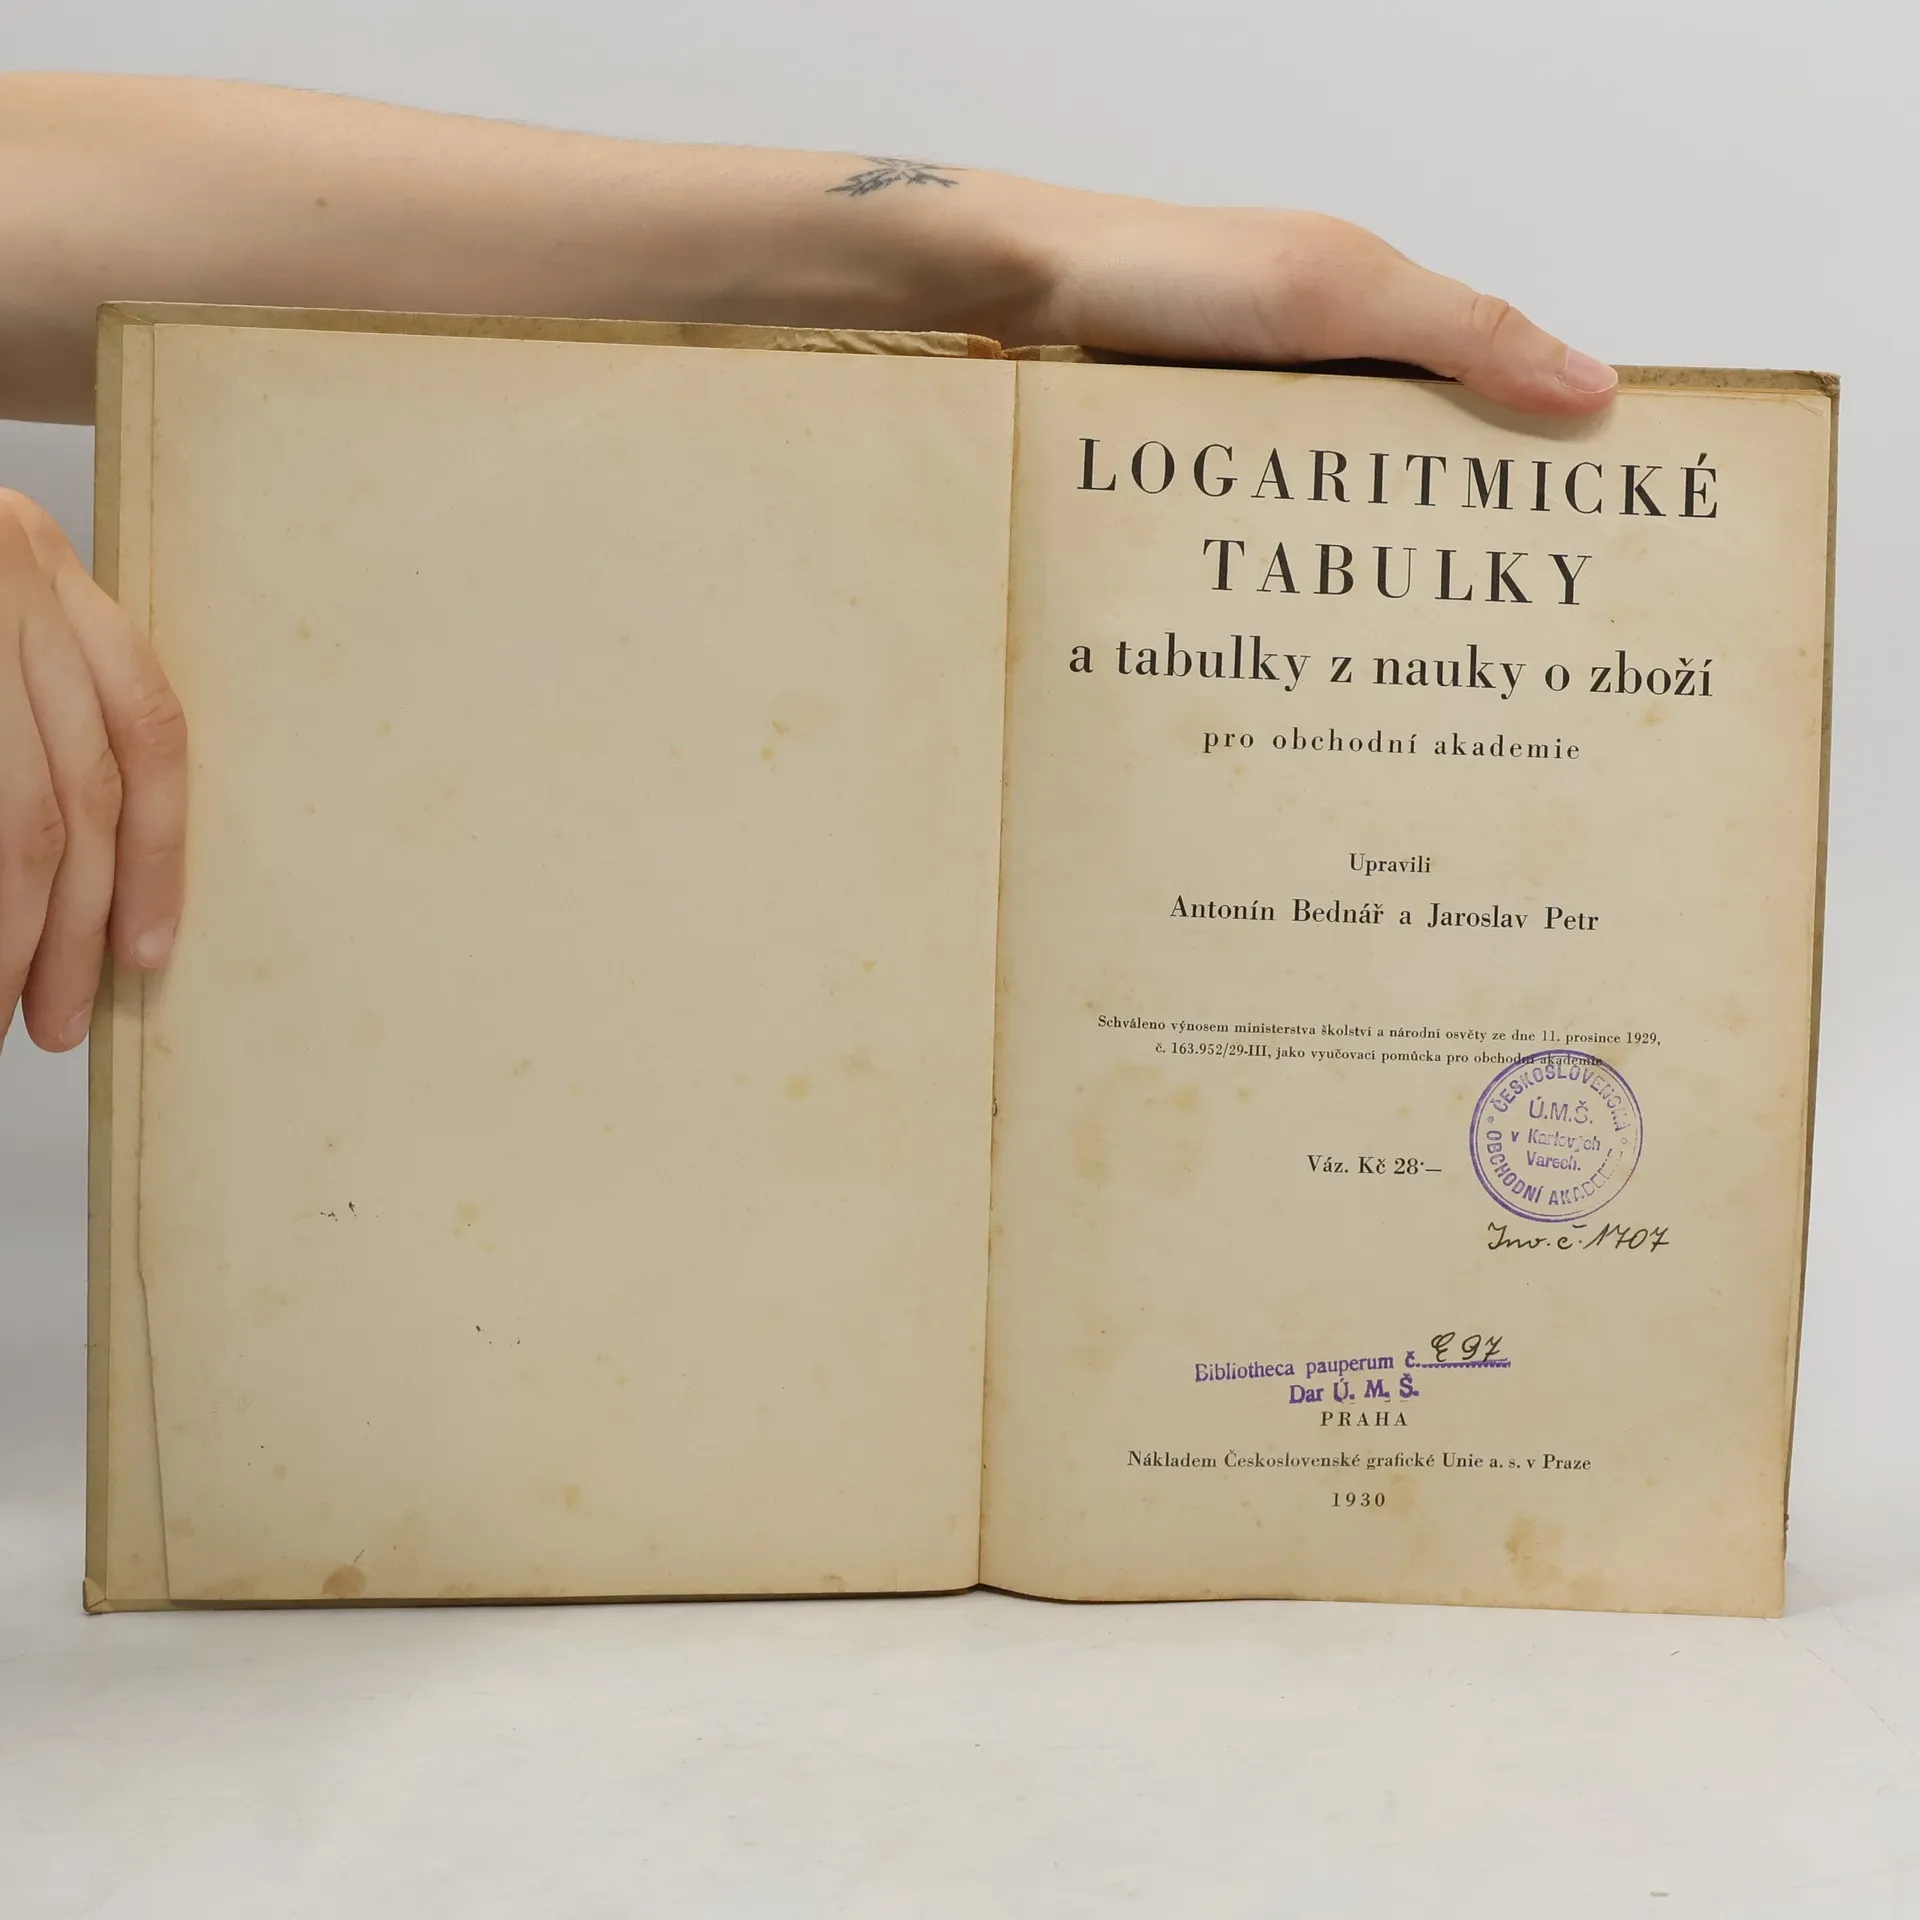 LOGARITMICKÉ
TABULKY
a tabulky z nauky o zboží
pro obchodní akademie
Upravili
Antonín Bednář a Jaroslav Petr
Schváleno výnosem ministerstva školství a národní osvěty ze dne 11. prosince 1929,
č. 163.952/29-III, jako vyučovací pomůcka pro obchodní akademie
ČESKOSLOVENSKÁ
OBCHODNÍ AKADEMIE
Ú.M.Š.
v Karlových
Varech.
Váz. Kč 28·—
Inv. č. 1707
Bibliotheca pauperum č. E 97
Dar Ú. M. Š.
PRAHA
Nákladem Československé grafické Unie a. s. v Praze
1930